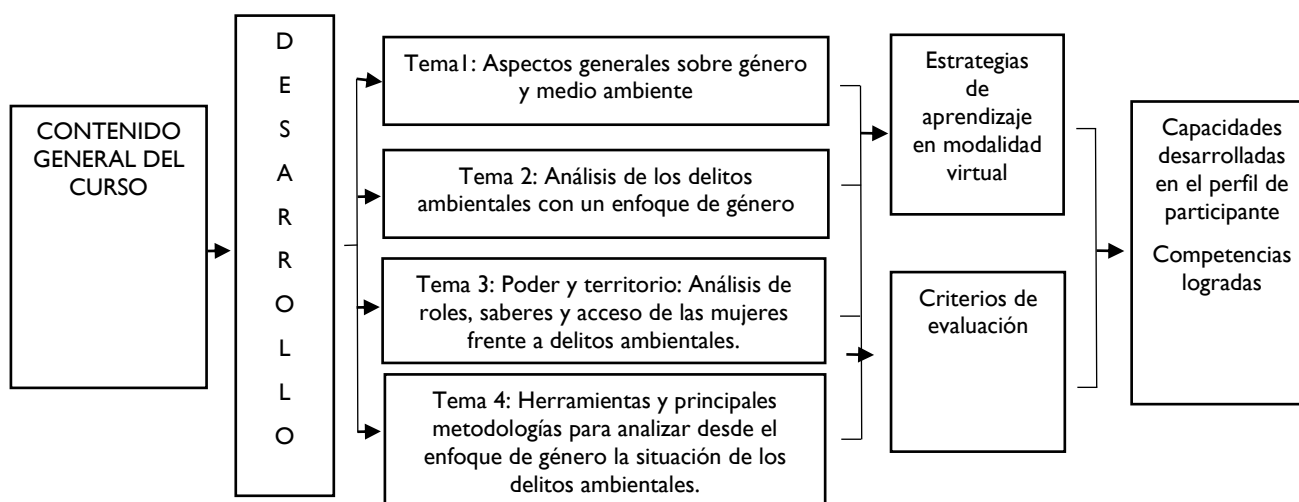 CONTENIDO
GENERAL DEL
CURSO
D
E
S
A
R
R
O
L
L
O
Tema1: Aspectos generales sobre género
y medio ambiente
Tema 2: Análisis de los delitos
ambientales con un enfoque de género
Tema 3: Poder y territorio: Análisis de
roles, saberes y acceso de las mujeres
frente a delitos ambientales.
Tema 4: Herramientas y principales
metodologías para analizar desde el
enfoque de género la situación de los
delitos ambientales.
Estrategias
de
aprendizaje
en modalidad
virtual
Criterios de
evaluación
Capacidades
desarrolladas
en el perfil de
participante
Competencias
logradas